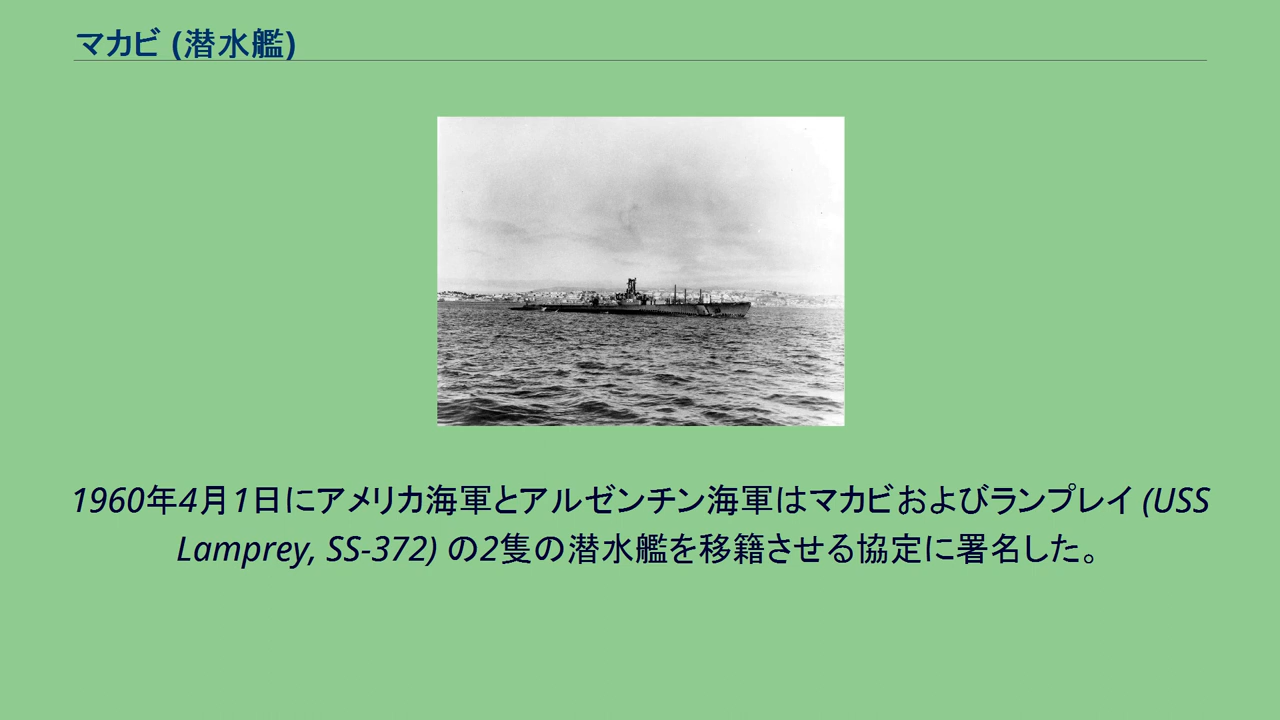 マカビ (潜水艦)
1960年4月1日にアメリカ海軍とアルゼンチン海軍はマカビおよびランプレイ (USS
Lamprey, SS-372) の2隻の潜水艦を移籍させる協定に署名した。